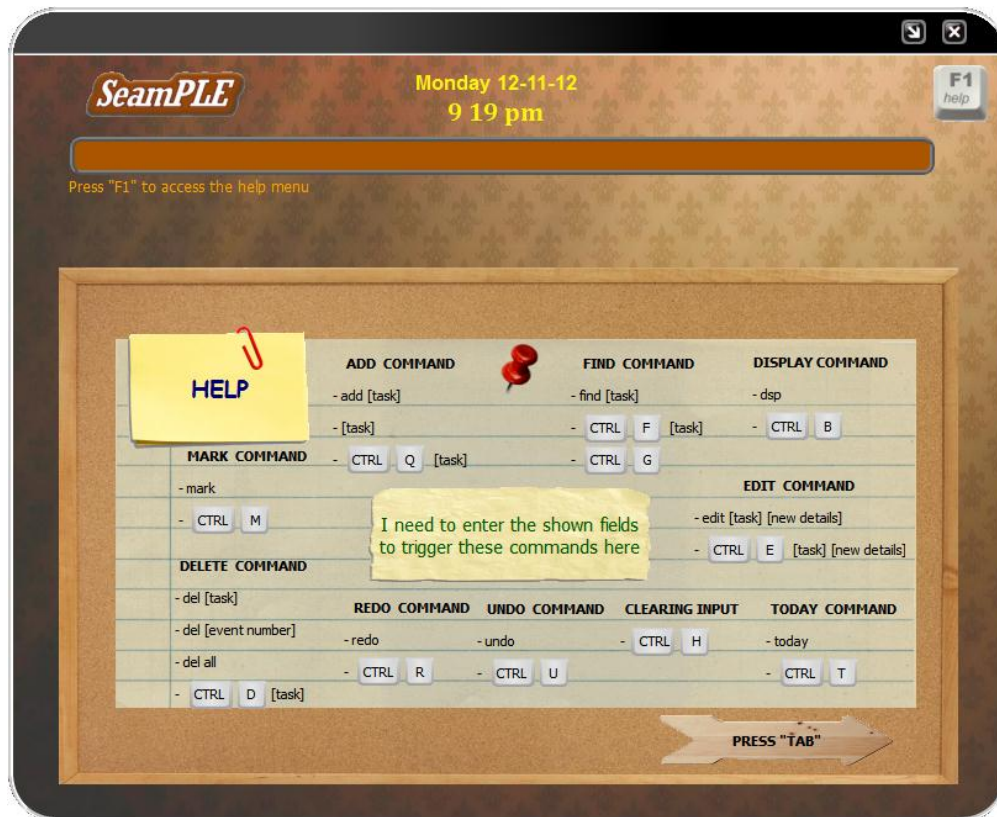 SeamPLE
Monday 12-11-12
9 19 pm
F1
help
Press "F1" to access the help menu
HELP
ADD COMMAND
- add [task]
- [task]
- CTRL Q [task]
FIND COMMAND
- find [task]
- CTRL F [task]
- CTRL G
DISPLAY COMMAND
- dsp
- CTRL B
MARK COMMAND
- mark
- CTRL M
I need to enter the shown fields
to trigger these commands here
EDIT COMMAND
- edit [task] [new details]
- CTRL E [task] [new details]
DELETE COMMAND
- del [task]
- del [event number]
- del all
- CTRL D [task]
REDO COMMAND
- redo
- CTRL R
UNDO COMMAND
- undo
- CTRL U
CLEARING INPUT
- CTRL H
TODAY COMMAND
- today
- CTRL T
PRESS "TAB"